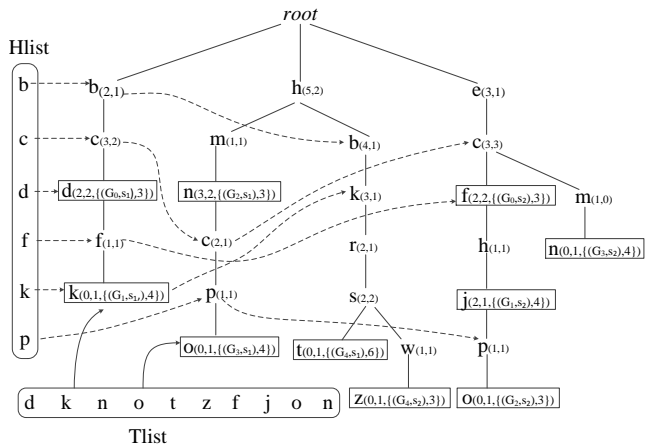 root
Hlist
b b(2,1) h(5,2) e(3,1)
c c(3,2) m(1,1) b(4,1) c(3,3)
d d(2,2,{(G₀,s₁),3}) n(3,2,{(G₂,s₁),3}) k(3,1) f(2,2,{(G₀,s₂),3}) m(1,0)
f f(1,1) c(2,1) r(2,1) h(1,1) n(0,1,{(G₃,s₂),4})
k k(0,1,{(G₁,s₁,),4}) p(1,1) s(2,2) j(2,1,{(G₁,s₂),4})
p o(0,1,{(G₃,s₁),4}) t(0,1,{(G₄,s₁),6}) w(1,1) p(1,1)
d k n o t z f j o n z(0,1,{(G₄,s₂),3}) o(0,1,{(G₂,s₂),3})
Tlist